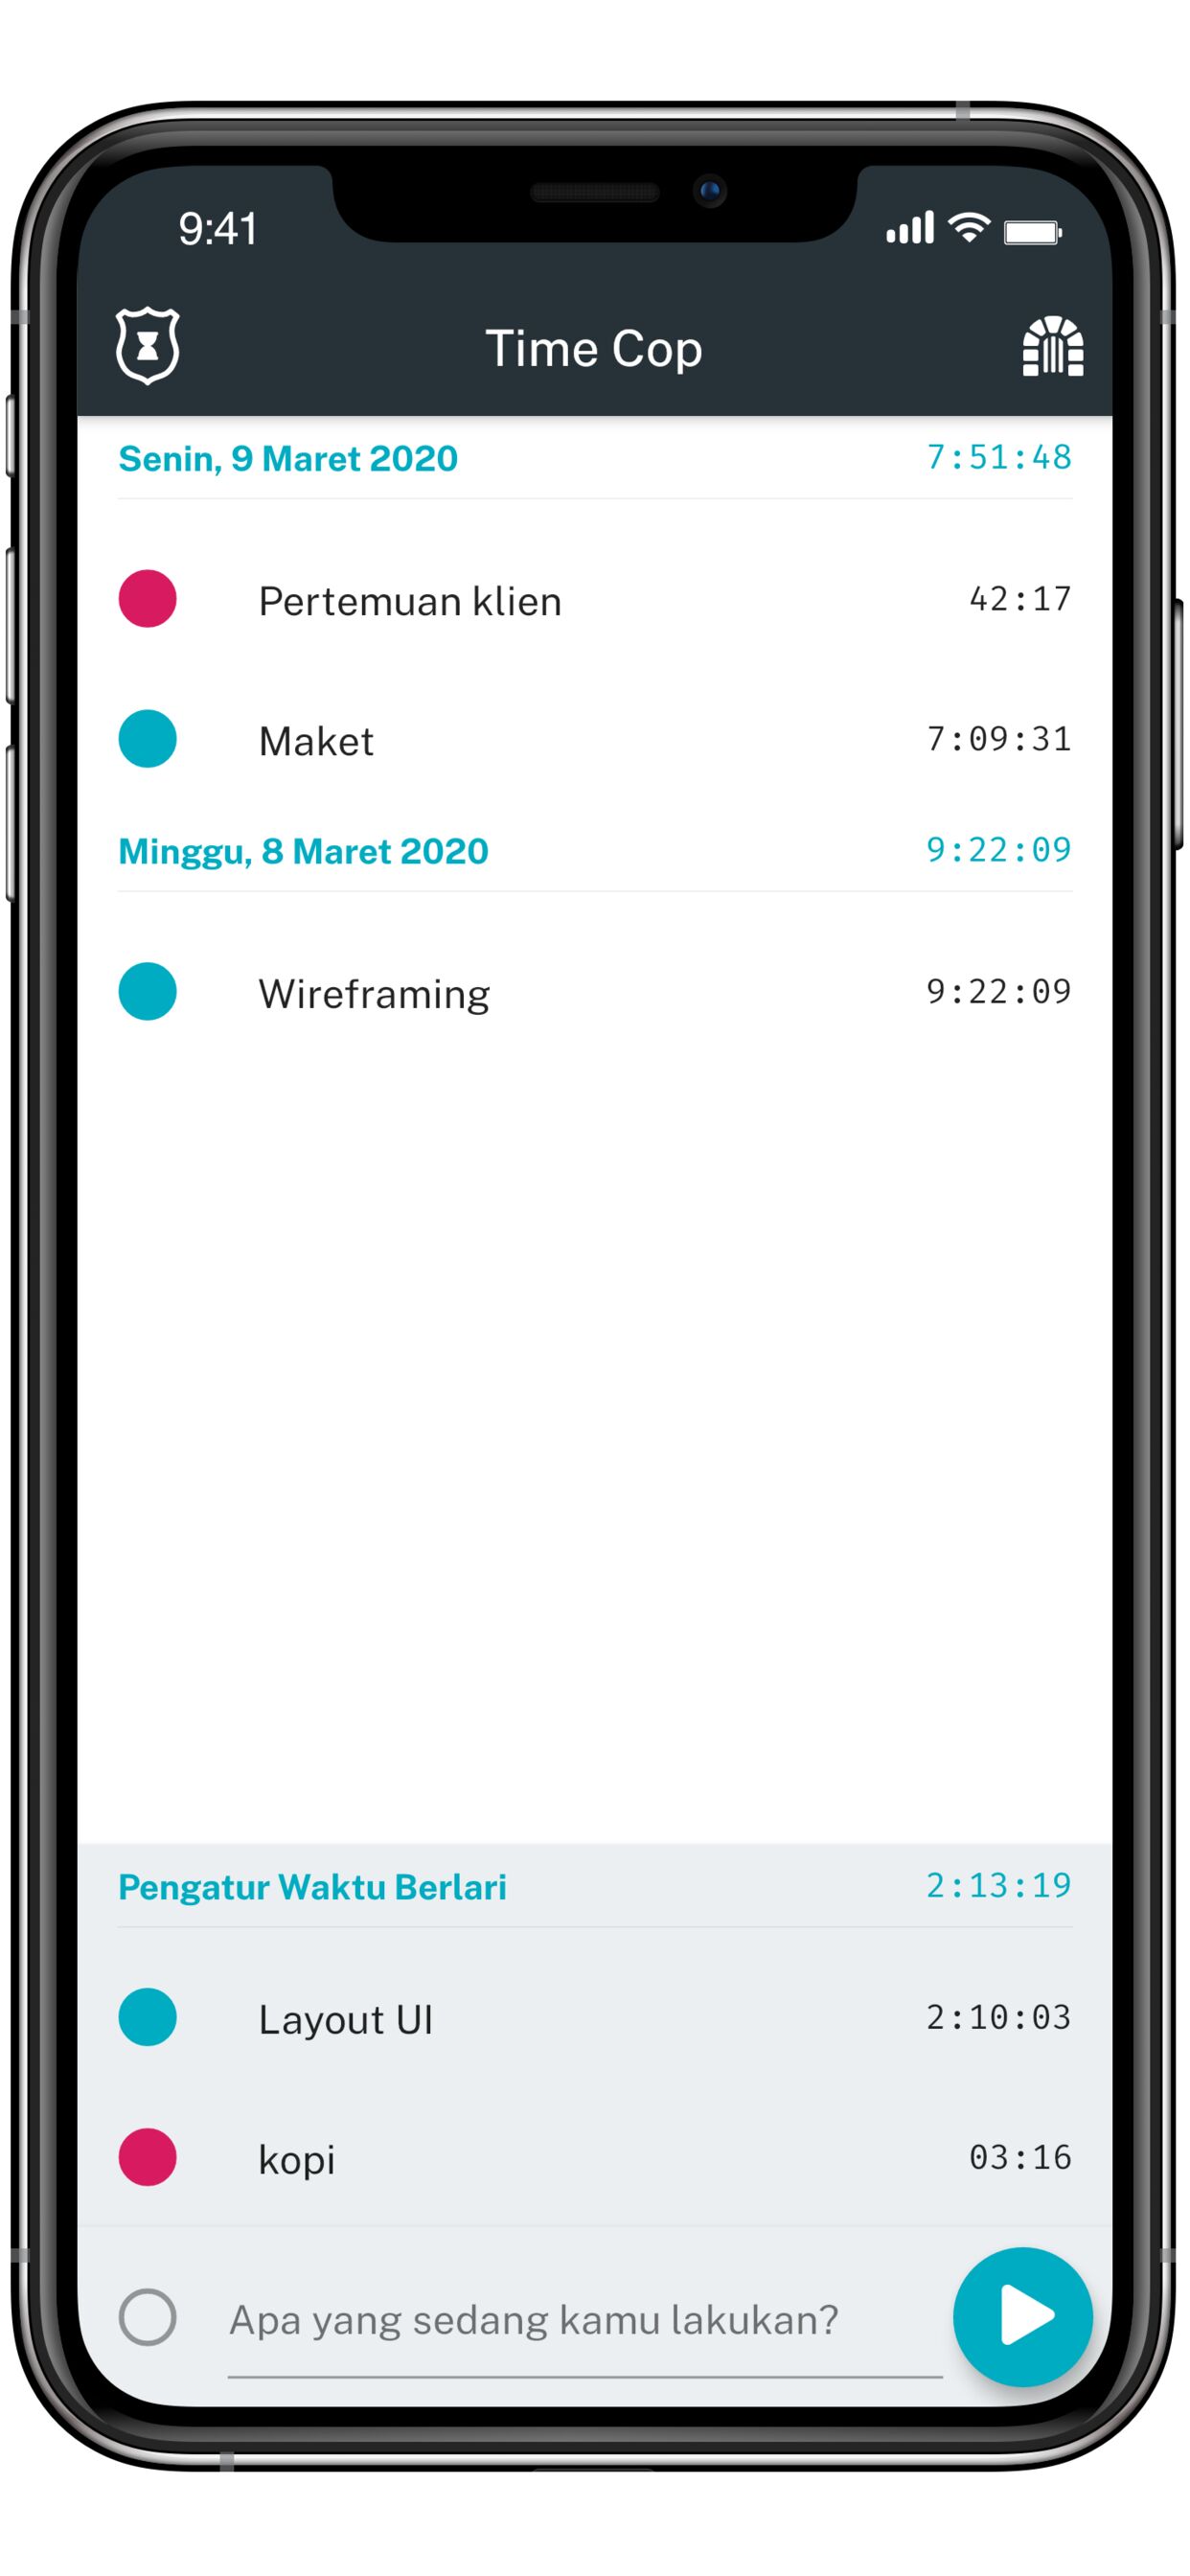 9:41
Time Cop
Senin, 9 Maret 2020 7:51:48
Pertemuan klien 42:17
Maket 7:09:31
Minggu, 8 Maret 2020 9:22:09
Wireframing 9:22:09
Pengatur Waktu Berlari 2:13:19
Layout UI 2:10:03
kopi 03:16
Apa yang sedang kamu lakukan?